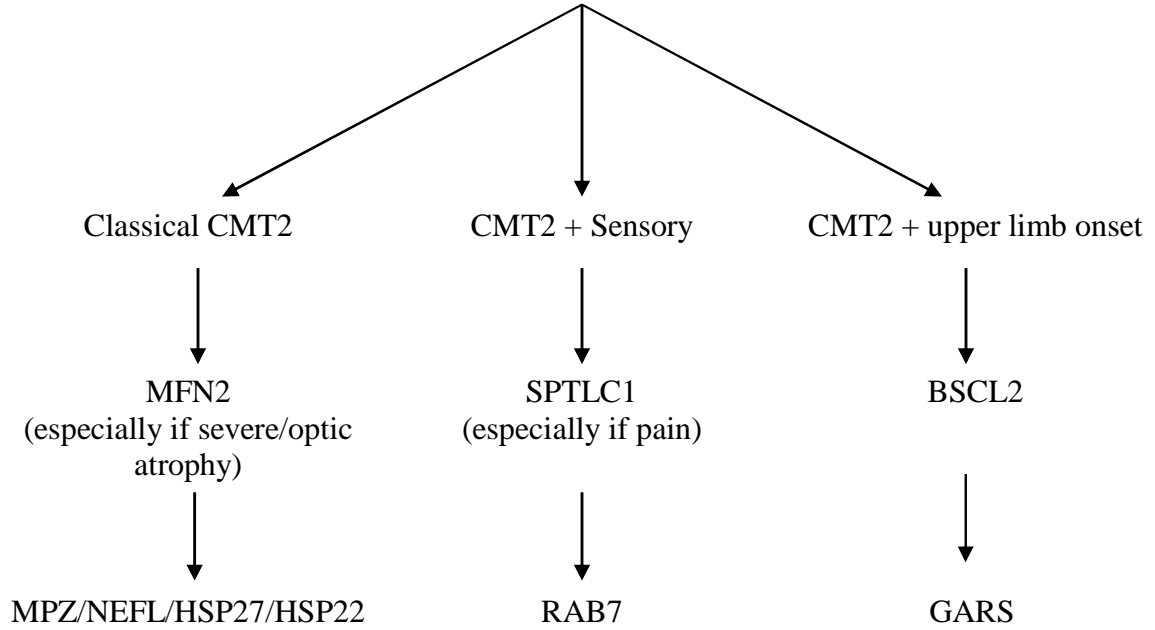 Classical CMT2
CMT2 + Sensory
CMT2 + upper limb onset
MFN2
(especially if severe/optic
atrophy)
SPTLC1
(especially if pain)
BSCL2
MPZ/NEFL/HSP27/HSP22
RAB7
GARS